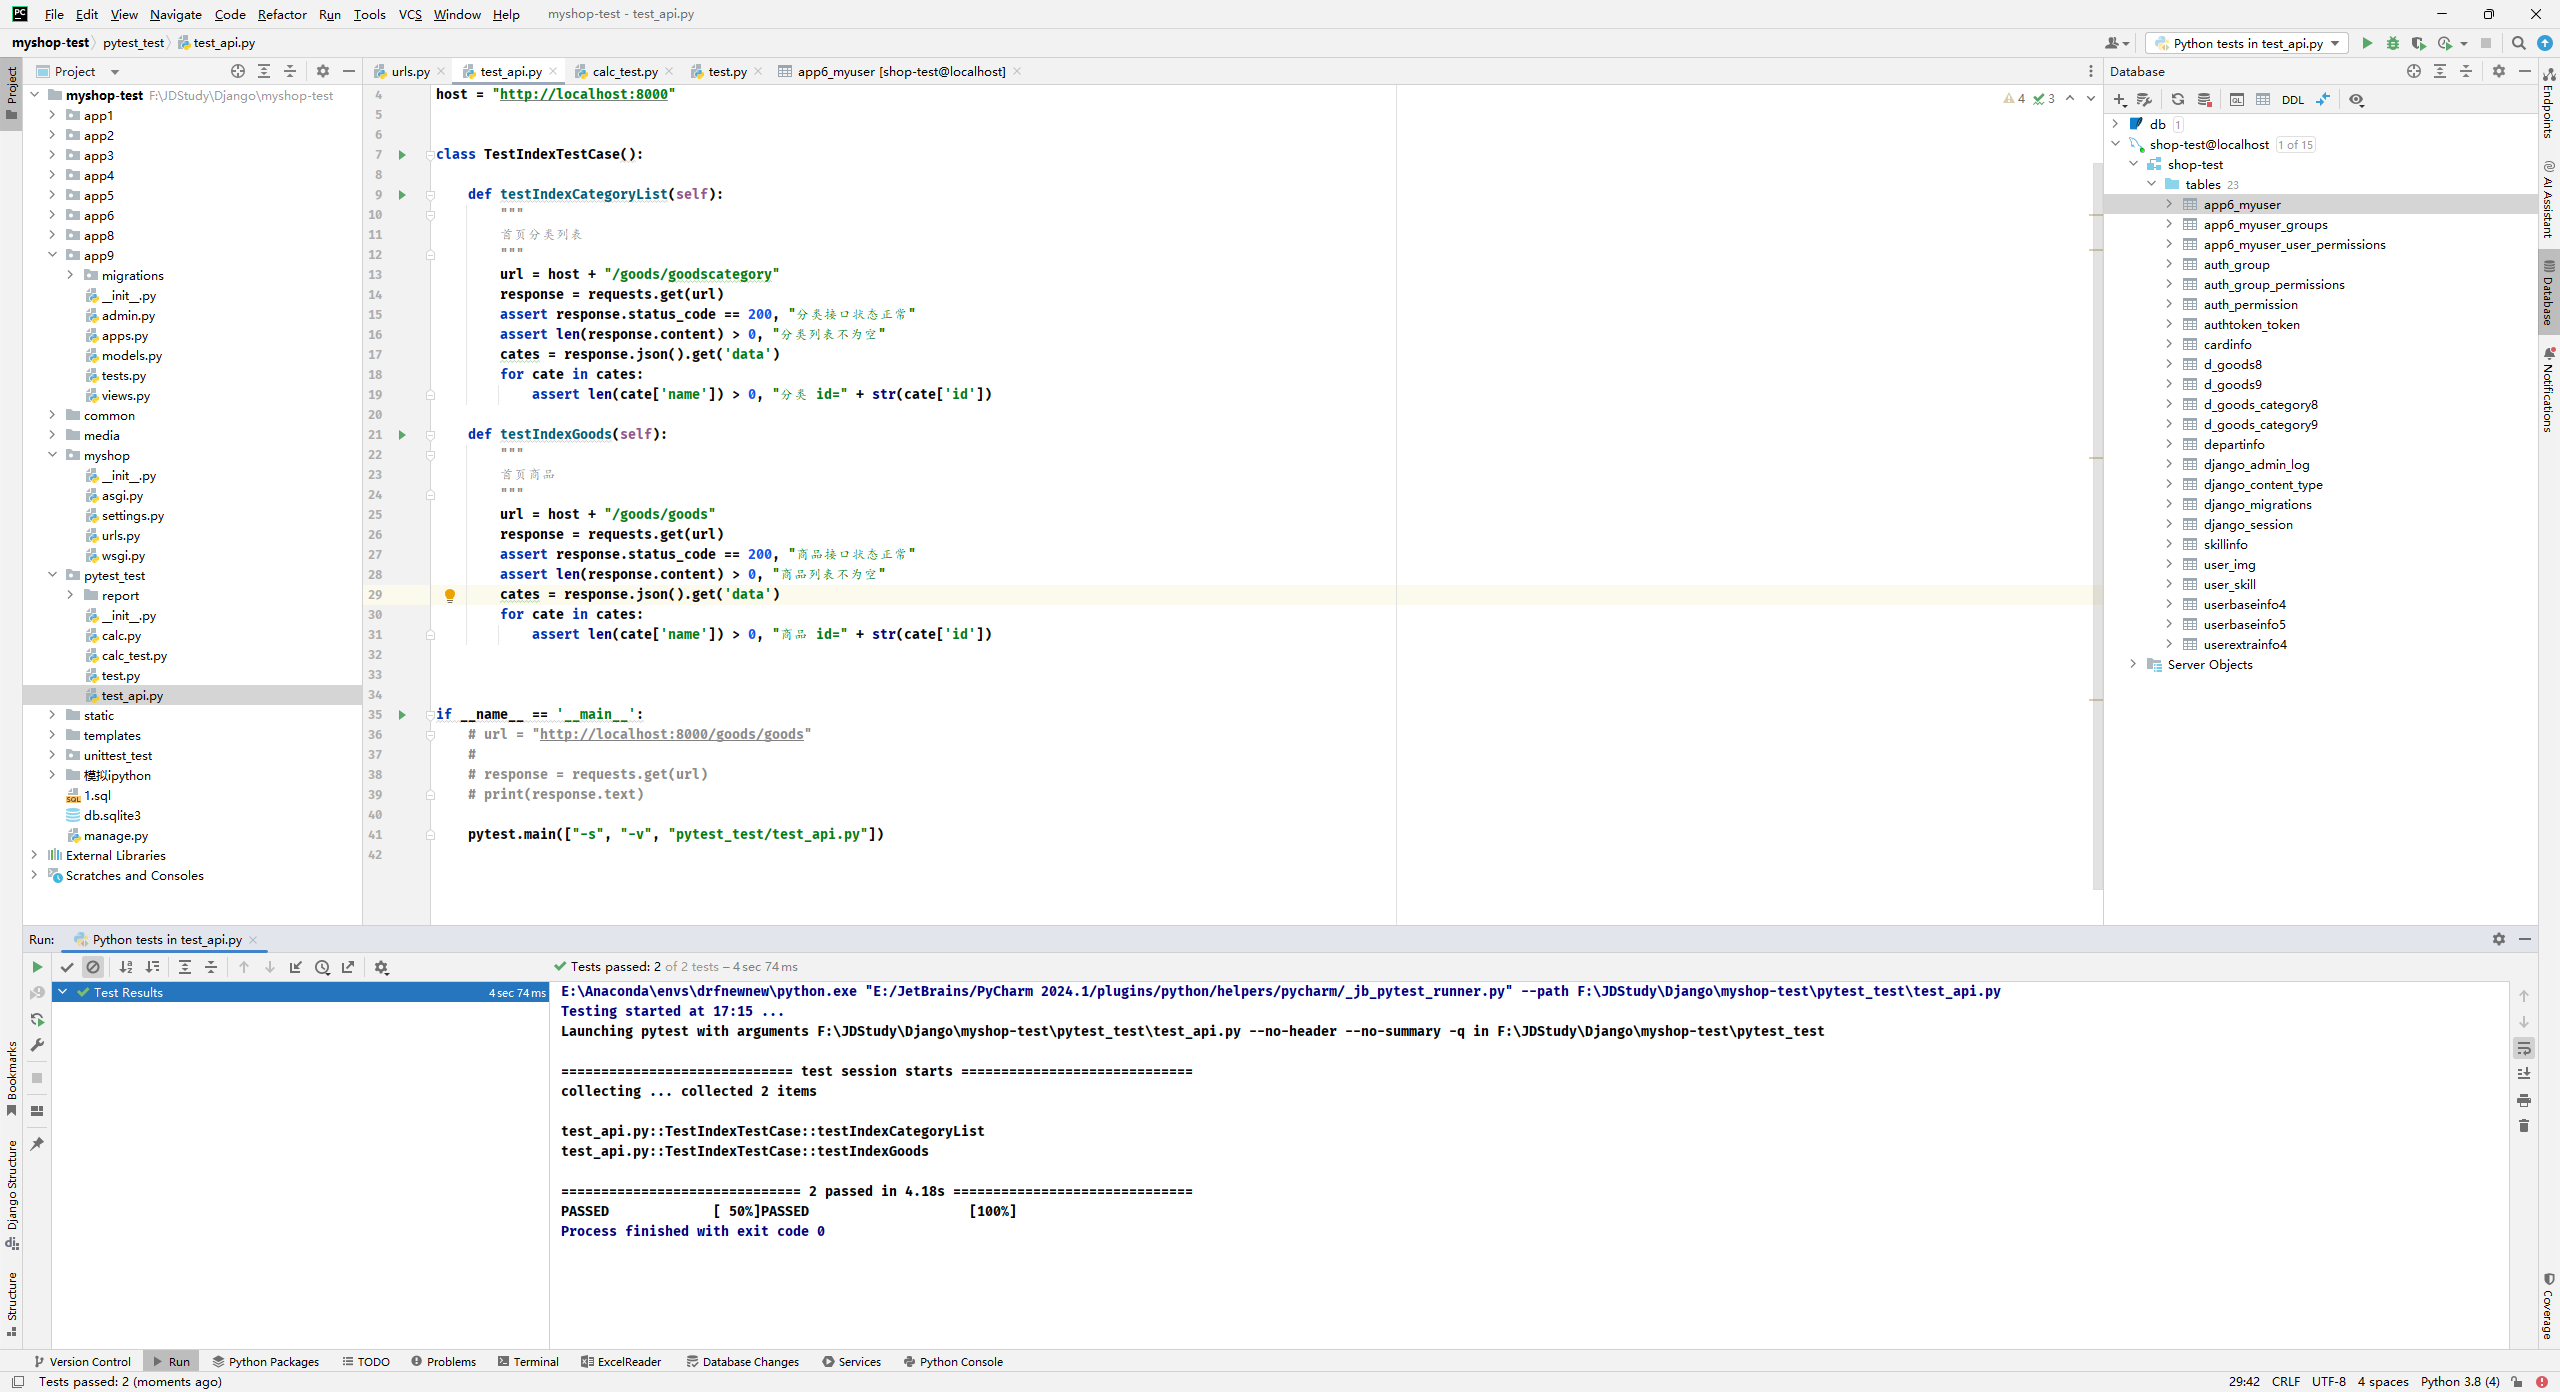 File Edit View Navigate Code Refactor Run Tools VCS Window Help myshop-test - test_api.py
myshop-test pytest_test test_api.py
Python tests in test_api.py
Project
urls.py test_api.py calc_test.py test.py app6_myuser [shop-test@localhost]
Database
myshop-test F:\JDStudy\Django\myshop-test
app1
app2
app3
app4
app5
app6
app8
app9
migrations
__init__.py
admin.py
apps.py
models.py
tests.py
views.py
common
media
myshop
__init__.py
asgi.py
settings.py
urls.py
wsgi.py
pytest_test
report
__init__.py
calc.py
calc_test.py
test.py
test_api.py
static
templates
unittest_test
模拟ipython
1.sql
db.sqlite3
manage.py
External Libraries
Scratches and Consoles
4 host = "http://localhost:8000"
5
6
7 class TestIndexTestCase():
8
9 def testIndexCategoryList(self):
10 """
11 首页分类列表
12 """
13 url = host + "/goods/goodscategory"
14 response = requests.get(url)
15 assert response.status_code == 200, "分类接口状态正常"
16 assert len(response.content) > 0, "分类列表不为空"
17 cates = response.json().get('data')
18 for cate in cates:
19 assert len(cate['name']) > 0, "分类 id=" + str(cate['id'])
20
21 def testIndexGoods(self):
22 """
23 首页商品
24 """
25 url = host + "/goods/goods"
26 response = requests.get(url)
27 assert response.status_code == 200, "商品接口状态正常"
28 assert len(response.content) > 0, "商品列表不为空"
29 cates = response.json().get('data')
30 for cate in cates:
31 assert len(cate['name']) > 0, "商品 id=" + str(cate['id'])
32
33
34
35 if __name__ == '__main__':
36 # url = "http://localhost:8000/goods/goods"
37 #
38 # response = requests.get(url)
39 # print(response.text)
40
41 pytest.main(["-s", "-v", "pytest_test/test_api.py"])
42
4 3
DDL
db 1
shop-test@localhost 1 of 15
shop-test
tables 23
app6_myuser
app6_myuser_groups
app6_myuser_user_permissions
auth_group
auth_group_permissions
auth_permission
authtoken_token
cardinfo
d_goods8
d_goods9
d_goods_category8
d_goods_category9
departinfo
django_admin_log
django_content_type
django_migrations
django_session
skillinfo
user_img
user_skill
userbaseinfo4
userbaseinfo5
userextrainfo4
Server Objects
Endpoints
AI Assistant
Database
Notifications
Coverage
Project
Bookmarks
Django Structure
Structure
Run: Python tests in test_api.py
Tests passed: 2 of 2 tests – 4 sec 74 ms
Test Results 4 sec 74 ms
E:\Anaconda\envs\drfnewnew\python.exe "E:/JetBrains/PyCharm 2024.1/plugins/python/helpers/pycharm/_jb_pytest_runner.py" --path F:\JDStudy\Django\myshop-test\pytest_test\test_api.py
Testing started at 17:15 ...
Launching pytest with arguments F:\JDStudy\Django\myshop-test\pytest_test\test_api.py --no-header --no-summary -q in F:\JDStudy\Django\myshop-test\pytest_test
============================= test session starts =============================
collecting ... collected 2 items
test_api.py::TestIndexTestCase::testIndexCategoryList
test_api.py::TestIndexTestCase::testIndexGoods
============================== 2 passed in 4.18s ==============================
PASSED [ 50%]PASSED [100%]
Process finished with exit code 0
Version Control Run Python Packages TODO Problems Terminal ExcelReader Database Changes Services Python Console
Tests passed: 2 (moments ago) 29:42 CRLF UTF-8 4 spaces Python 3.8 (4)